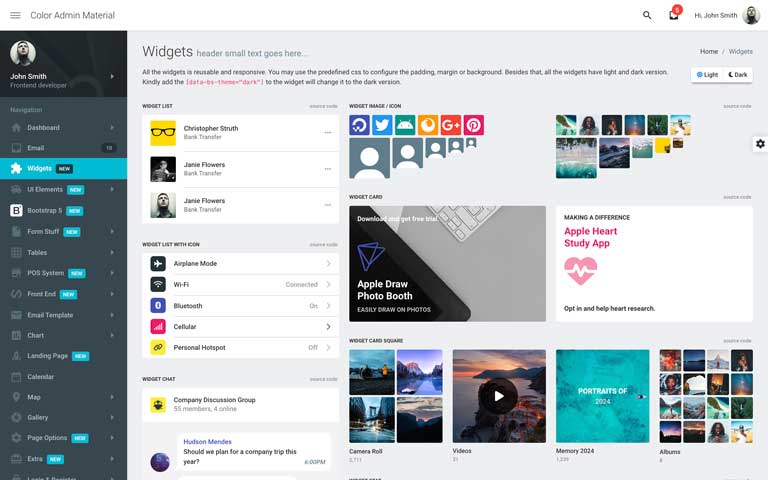 Color Admin Material
5
Hi, John Smith
John Smith
Frontend developer
Navigation
Dashboard
Email
10
Widgets NEW
UI Elements NEW
B Bootstrap 5 NEW
Form Stuff NEW
Tables
POS System NEW
Front End NEW
Email Template
Chart
Landing Page NEW
Calendar
Map
Gallery
Page Options NEW
Extra NEW
Login & Register
Widgets header small text goes here...
Home / Widgets
All the widgets is reusable and responsive. You may use the predefined css to configure the padding, margin or background. Besides that, all the widgets have light and dark version.
Kindly add the [data-bs-theme="dark"] to the widget will change it to the dark version.
Light Dark
WIDGET LIST source code
Christopher Struth
Bank Transfer
Janie Flowers
Bank Transfer
Janie Flowers
Bank Transfer
WIDGET LIST WITH ICON source code
Airplane Mode
Wi-Fi Connected
Bluetooth On
Cellular
Personal Hotspot Off
WIDGET CHAT source code
Company Discussion Group
55 members, 4 online
Hudson Mendes
Should we plan for a company trip this
year? 6:00PM
WIDGET IMAGE / ICON source code
WIDGET CARD source code
Download and get free trial
Apple Draw
Photo Booth
EASILY DRAW ON PHOTOS
MAKING A DIFFERENCE
Apple Heart
Study App
Opt in and help heart research.
WIDGET CARD SQUARE source code
PORTRAITS OF
2024
Camera Roll
2,711
Videos
31
Memory 2024
1,239
Albums
8